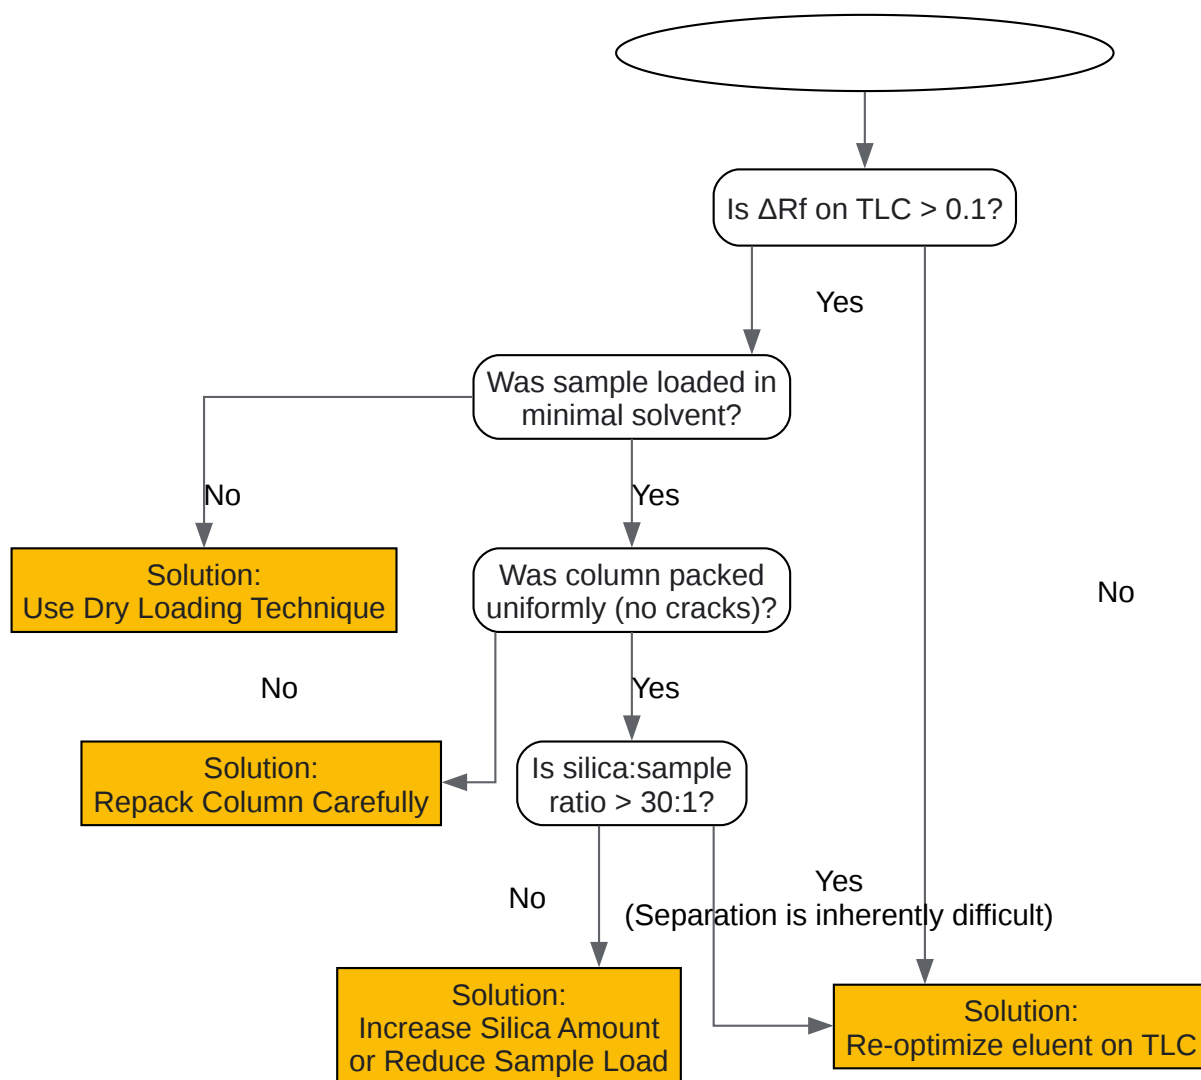 Is ΔRf on TLC > 0.1?
Yes
Was sample loaded in
minimal solvent?
No
Yes
Solution:
Use Dry Loading Technique
Was column packed
uniformly (no cracks)?
No
No
Yes
Solution:
Repack Column Carefully
Is silica:sample
ratio > 30:1?
No
Yes
(Separation is inherently difficult)
Solution:
Increase Silica Amount
or Reduce Sample Load
Solution:
Re-optimize eluent on TLC